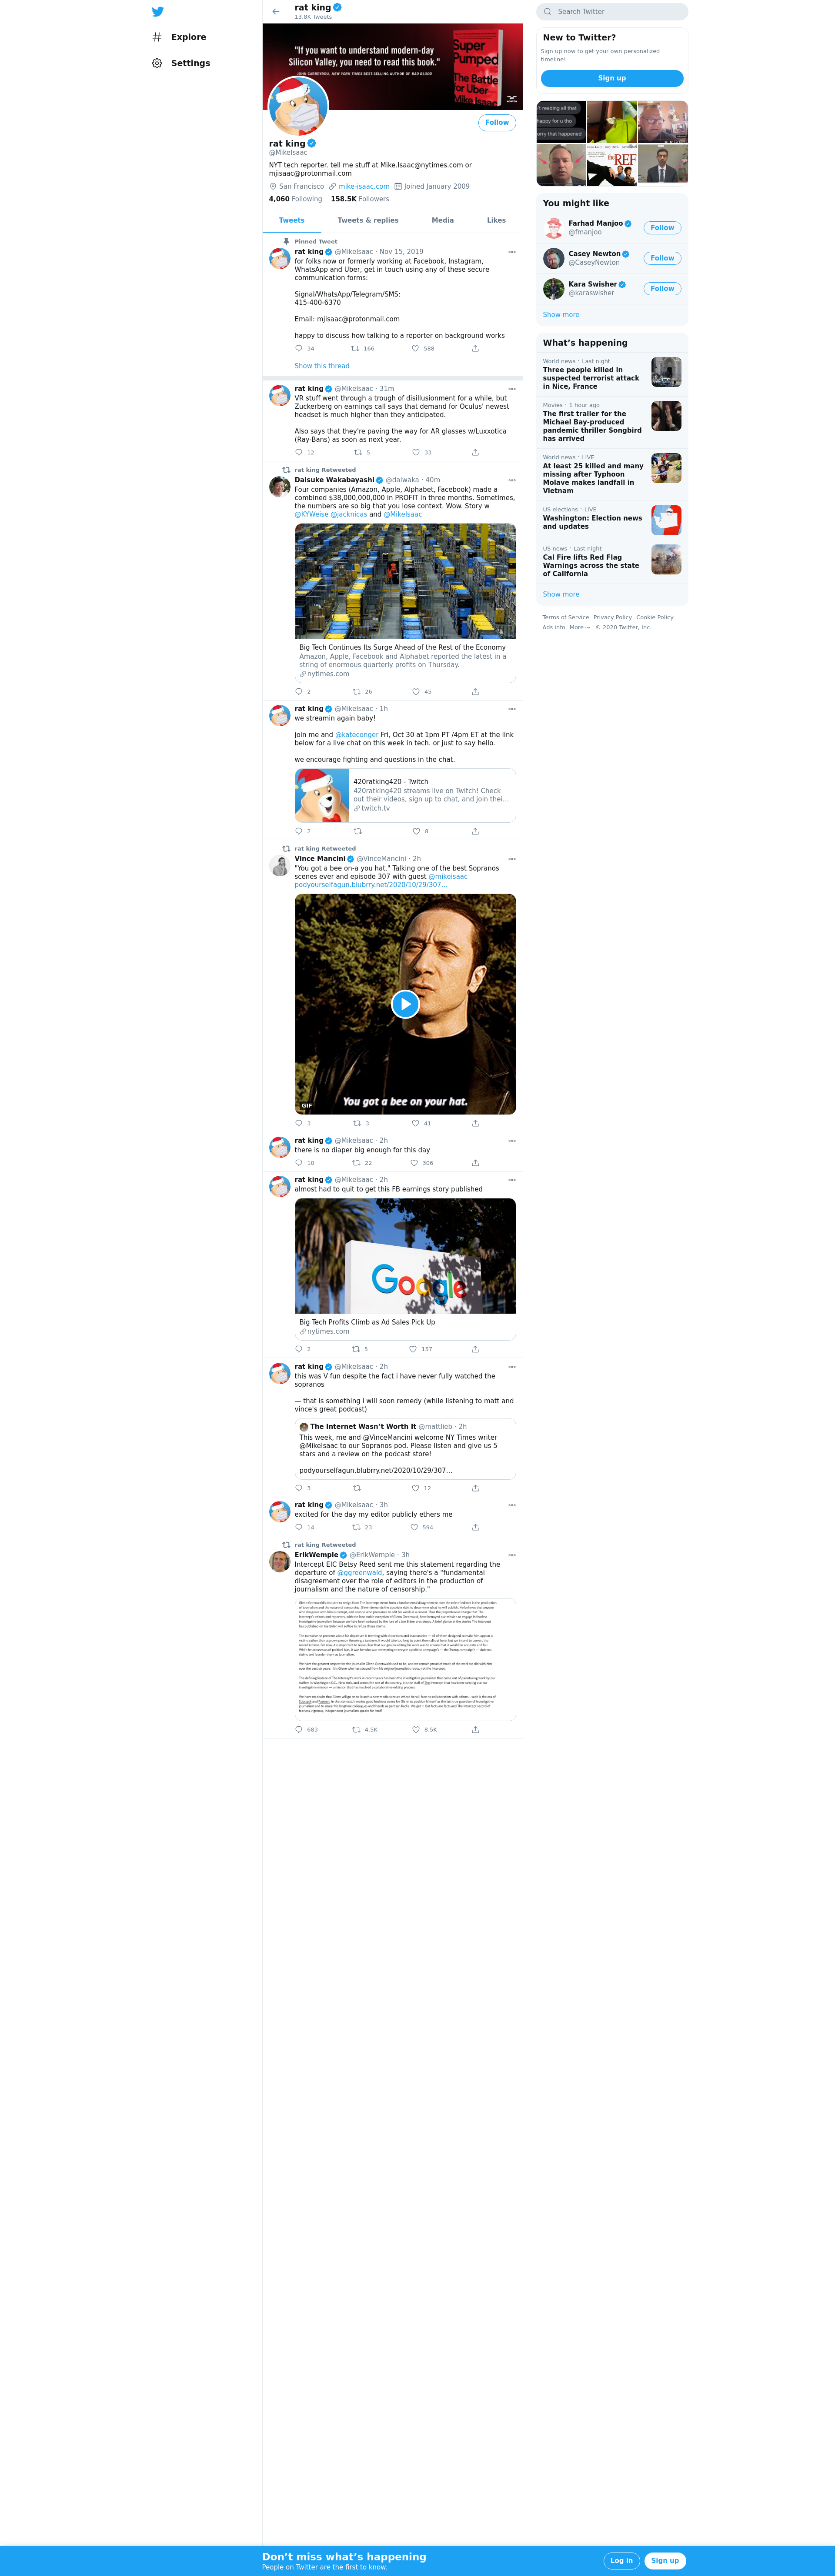 Explore
Settings
rat king
13.8K Tweets
"If you want to understand modern-day
Silicon Valley, you need to read this book."
JOHN CARREYROU, NEW YORK TIMES BEST-SELLING AUTHOR OF BAD BLOOD
Super
Pumped
The Battle
for Uber
Mike Isaac
Follow
rat king
@MikeIsaac
NYT tech reporter. tell me stuff at Mike.Isaac@nytimes.com or
mjisaac@protonmail.com
San Francisco mike-isaac.com Joined January 2009
4,060 Following 158.5K Followers
Tweets Tweets & replies Media Likes
Pinned Tweet
rat king @MikeIsaac · Nov 15, 2019
for folks now or formerly working at Facebook, Instagram,
WhatsApp and Uber, get in touch using any of these secure
communication forms:
Signal/WhatsApp/Telegram/SMS:
415-400-6370
Email: mjisaac@protonmail.com
happy to discuss how talking to a reporter on background works
34 166 588
Show this thread
rat king @MikeIsaac · 31m
VR stuff went through a trough of disillusionment for a while, but
Zuckerberg on earnings call says that demand for Oculus' newest
headset is much higher than they anticipated.
Also says that they're paving the way for AR glasses w/Luxxotica
(Ray-Bans) as soon as next year.
12 5 33
rat king Retweeted
Daisuke Wakabayashi @daiwaka · 40m
Four companies (Amazon, Apple, Alphabet, Facebook) made a
combined $38,000,000,000 in PROFIT in three months. Sometimes,
the numbers are so big that you lose context. Wow. Story w
@KYWeise @jacknicas and @MikeIsaac
Big Tech Continues Its Surge Ahead of the Rest of the Economy
Amazon, Apple, Facebook and Alphabet reported the latest in a
string of enormous quarterly profits on Thursday.
nytimes.com
2 26 45
rat king @MikeIsaac · 1h
we streamin again baby!
join me and @kateconger Fri, Oct 30 at 1pm PT /4pm ET at the link
below for a live chat on this week in tech. or just to say hello.
we encourage fighting and questions in the chat.
420ratking420 - Twitch
420ratking420 streams live on Twitch! Check
out their videos, sign up to chat, and join thei...
twitch.tv
2 8
rat king Retweeted
Vince Mancini @VinceMancini · 2h
"You got a bee on-a you hat." Talking one of the best Sopranos
scenes ever and episode 307 with guest @mikeisaac
podyourselfagun.blubrry.net/2020/10/29/307...
You got a bee on your hat.
GIF
3 3 41
rat king @MikeIsaac · 2h
there is no diaper big enough for this day
10 22 306
rat king @MikeIsaac · 2h
almost had to quit to get this FB earnings story published
Google
Big Tech Profits Climb as Ad Sales Pick Up
nytimes.com
2 5 157
rat king @MikeIsaac · 2h
this was V fun despite the fact i have never fully watched the
sopranos
— that is something i will soon remedy (while listening to matt and
vince's great podcast)
The Internet Wasn't Worth It @mattlieb · 2h
This week, me and @VinceMancini welcome NY Times writer
@MikeIsaac to our Sopranos pod. Please listen and give us 5
stars and a review on the podcast store!
podyourselfagun.blubrry.net/2020/10/29/307...
3 12
rat king @MikeIsaac · 3h
excited for the day my editor publicly ethers me
14 23 594
rat king Retweeted
ErikWemple @ErikWemple · 3h
Intercept EIC Betsy Reed sent me this statement regarding the
departure of @ggreenwald, saying there's a "fundamental
disagreement over the role of editors in the production of
journalism and the nature of censorship."
683 4.5K 8.5K
Search Twitter
New to Twitter?
Sign up now to get your own personalized
timeline!
Sign up
t reading all that
happy for u tho
orry that happened
the REF
You might like
Farhad Manjoo
@fmanjoo
Follow
Casey Newton
@CaseyNewton
Follow
Kara Swisher
@karaswisher
Follow
Show more
What's happening
World news · Last night
Three people killed in
suspected terrorist attack
in Nice, France
Movies · 1 hour ago
The first trailer for the
Michael Bay-produced
pandemic thriller Songbird
has arrived
World news · LIVE
At least 25 killed and many
missing after Typhoon
Molave makes landfall in
Vietnam
US elections · LIVE
Washington: Election news
and updates
US news · Last night
Cal Fire lifts Red Flag
Warnings across the state
of California
Show more
Terms of Service Privacy Policy Cookie Policy
Ads info More © 2020 Twitter, Inc.
Don't miss what's happening
People on Twitter are the first to know.
Log in Sign up